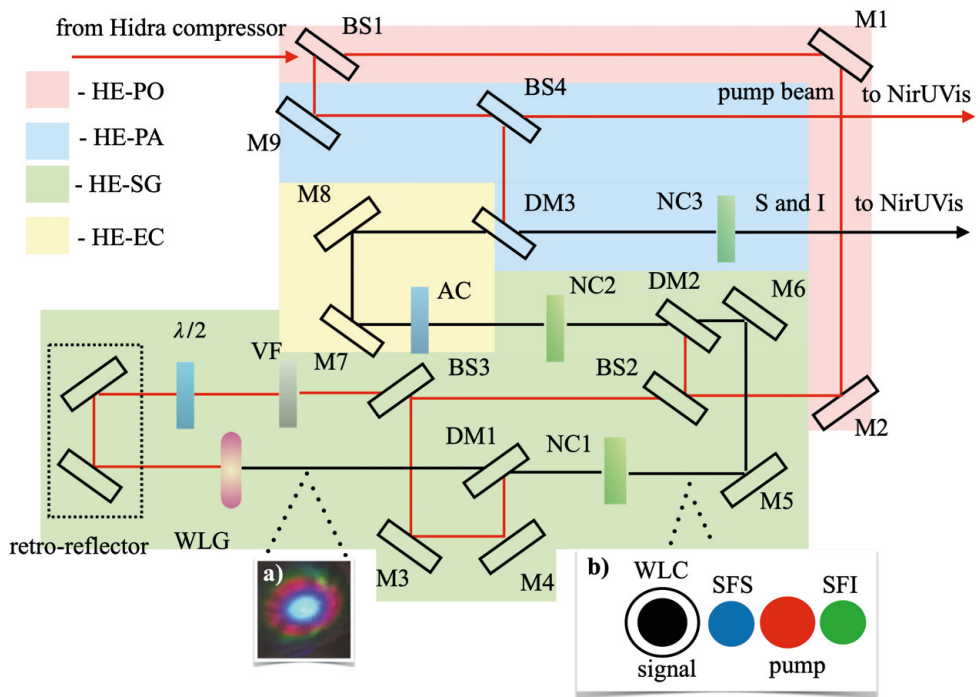 from Hidra compressor
BS1
M1
- HE-PO
- HE-PA
- HE-SG
- HE-EC
M9
BS4
pump beam
to NirUVis
M8
DM3
NC3
S and I
to NirUVis
AC
NC2
DM2
M6
λ/2
VF
M7
BS3
BS2
M2
DM1
NC1
M5
retro-reflector
WLG
M3
M4
a)
b)
WLC
SFS
SFI
signal
pump